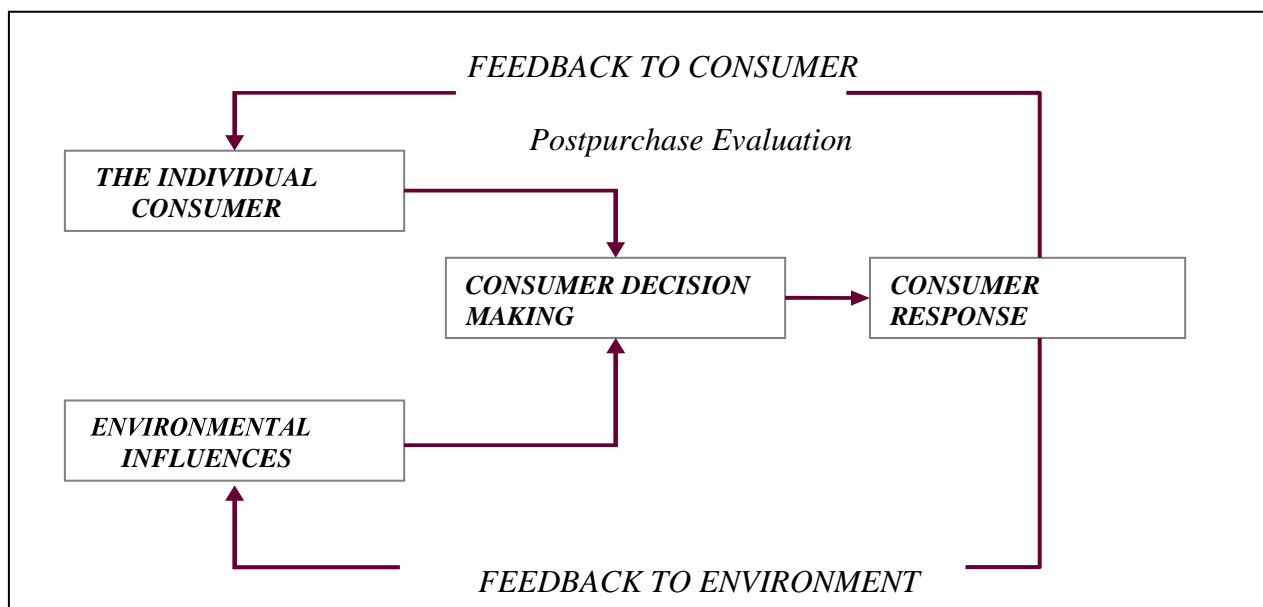 FEEDBACK TO CONSUMER
Postpurchase Evaluation
THE INDIVIDUAL
CONSUMER
CONSUMER DECISION
MAKING
CONSUMER
RESPONSE
ENVIRONMENTAL
INFLUENCES
FEEDBACK TO ENVIRONMENT